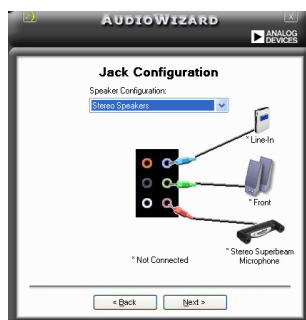 AUDIOWIZARD
ANALOG
DEVICES
Jack Configuration
Speaker Configuration:
Stereo Speakers
* Line-In
* Front
* Stereo Superbeam
Microphone
* Not Connected
< Back
Next >